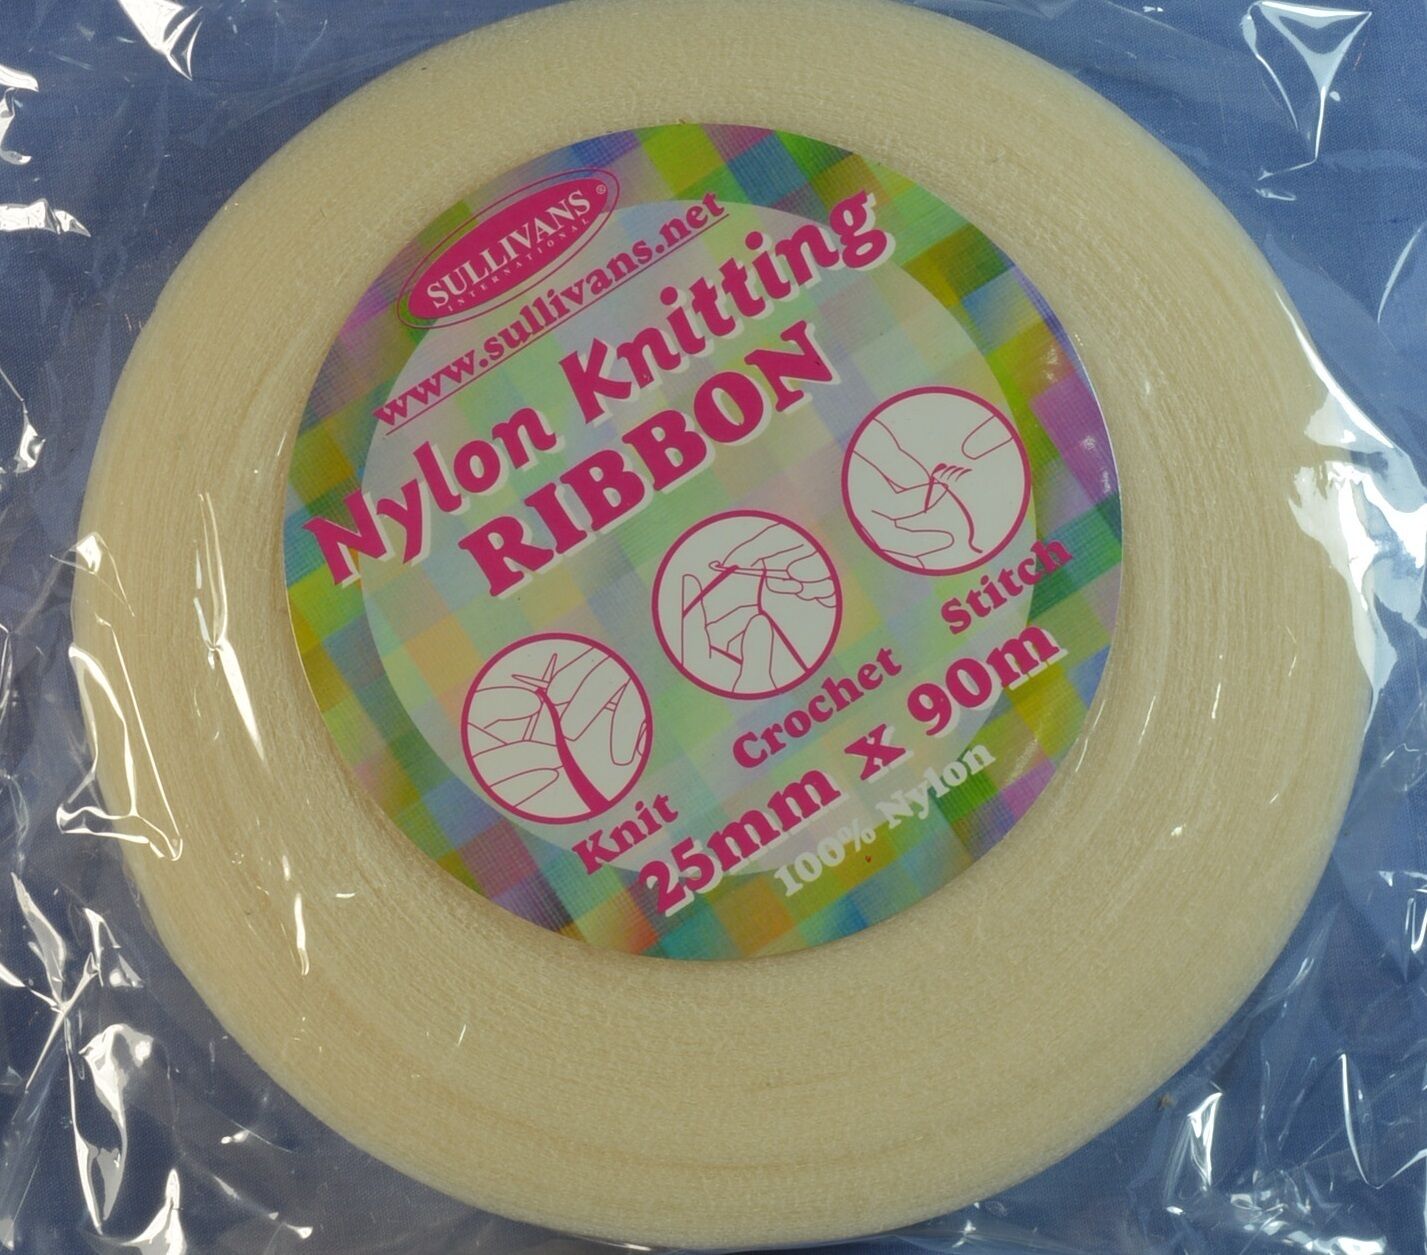 SULLIVANS®
INTERNATIONAL
www.sullivans.net
Nylon Knitting
RIBBON
Knit
Crochet
Stitch
25mm x 90m
100% Nylon